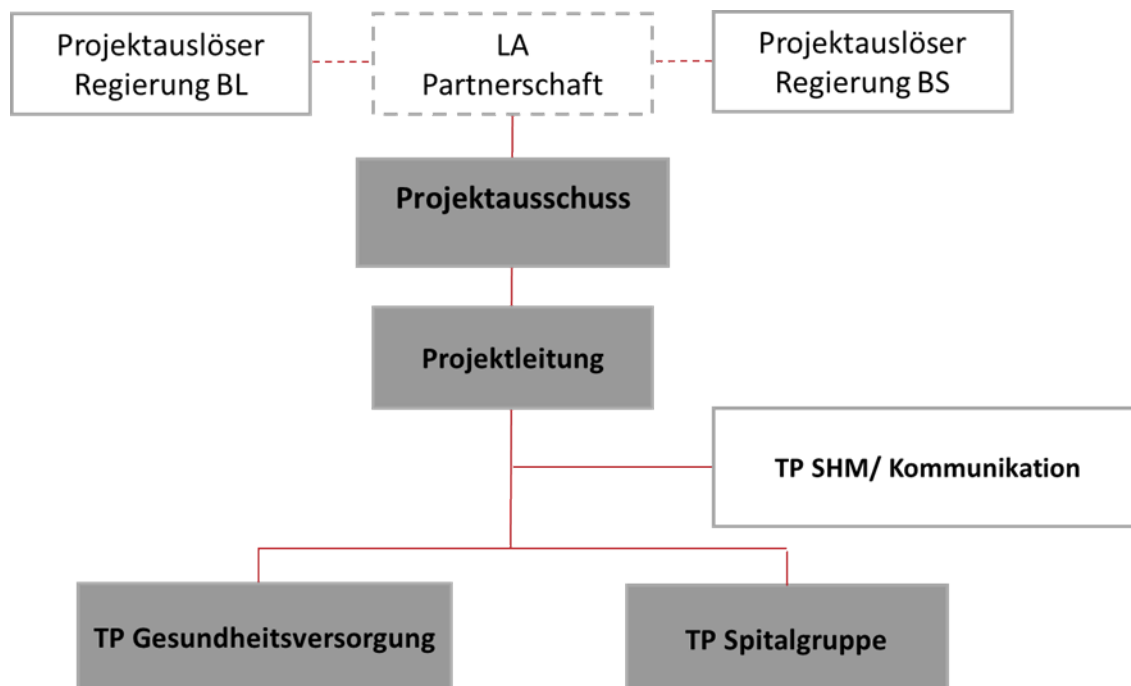 Projektauslöser
Regierung BL
LA
Partnerschaft
Projektauslöser
Regierung BS
Projektausschuss
Projektleitung
TP SHM/ Kommunikation
TP Gesundheitsversorgung
TP Spitalgruppe